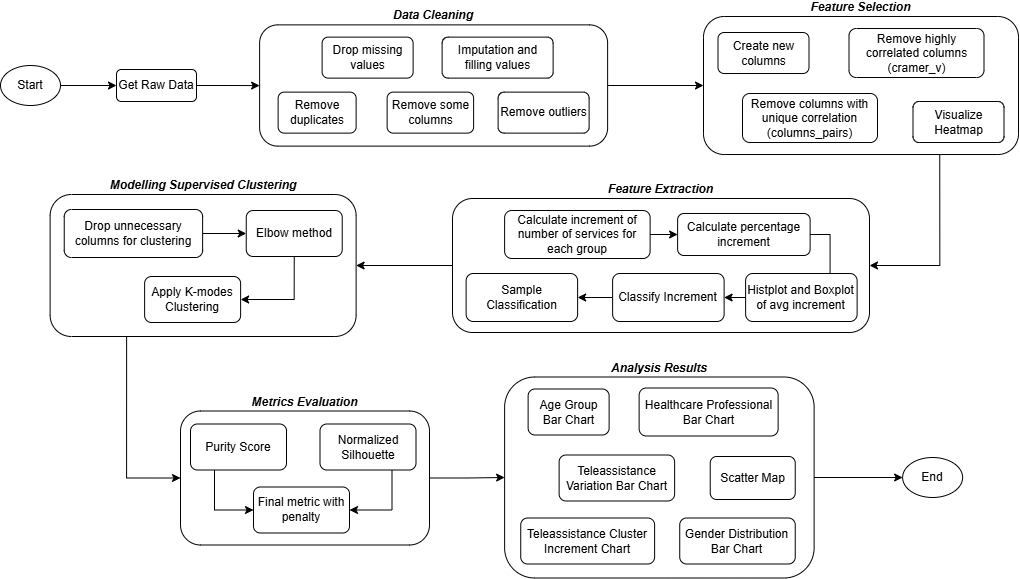 Data Cleaning
Feature Selection
Start
Get Raw Data
Drop missing
values
Imputation and
filling values
Remove
duplicates
Remove some
columns
Remove outliers
Create new
columns
Remove highly
correlated columns
(cramer_v)
Remove columns with
unique correlation
(columns_pairs)
Visualize
Heatmap
Modelling Supervised Clustering
Drop unnecessary
columns for clustering
Elbow method
Apply K-modes
Clustering
Feature Extraction
Calculate increment of
number of services for
each group
Calculate percentage
increment
Sample
Classification
Classify Increment
Histplot and Boxplot
of avg increment
Metrics Evaluation
Purity Score
Normalized
Silhouette
Final metric with
penalty
Analysis Results
Age Group
Bar Chart
Healthcare Professional
Bar Chart
Teleassistance
Variation Bar Chart
Scatter Map
Teleassistance Cluster
Increment Chart
Gender Distribution
Bar Chart
End